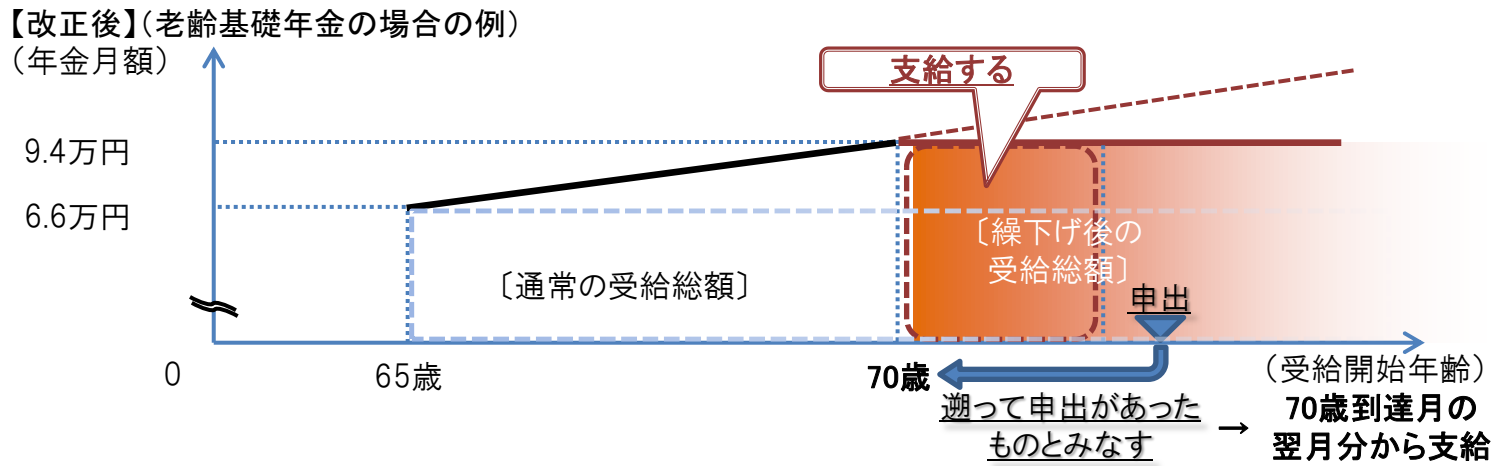 【改正後】(老齢基礎年金の場合の例)
(年金月額)
支給する
9.4万円
6.6万円
〔通常の受給総額〕
〔繰下げ後の
受給総額〕
申出
0
65歳
70歳
(受給開始年齢)
遡って申出があった
ものとみなす
→
70歳到達月の
翌月分から支給